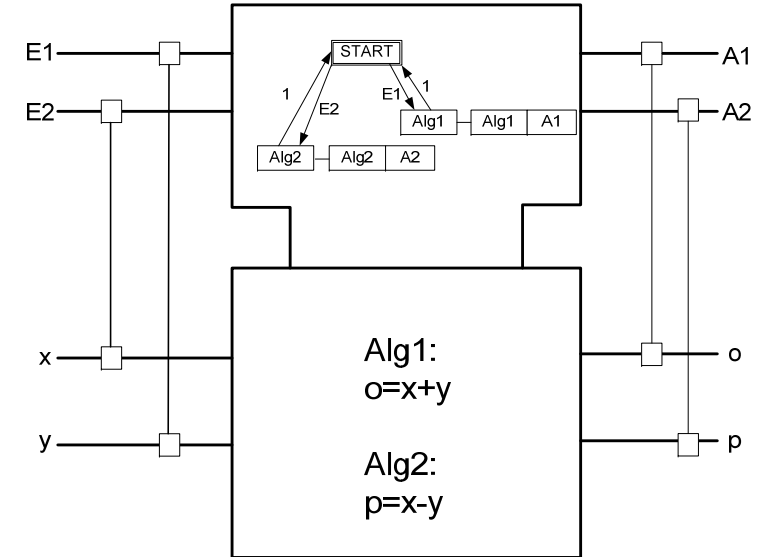 E1
E2
START
1
E2
E1
1
Alg1
Alg1
A1
Alg2
Alg2
A2
A1
A2
x
y
Alg1:
o=x+y
Alg2:
p=x-y
o
p